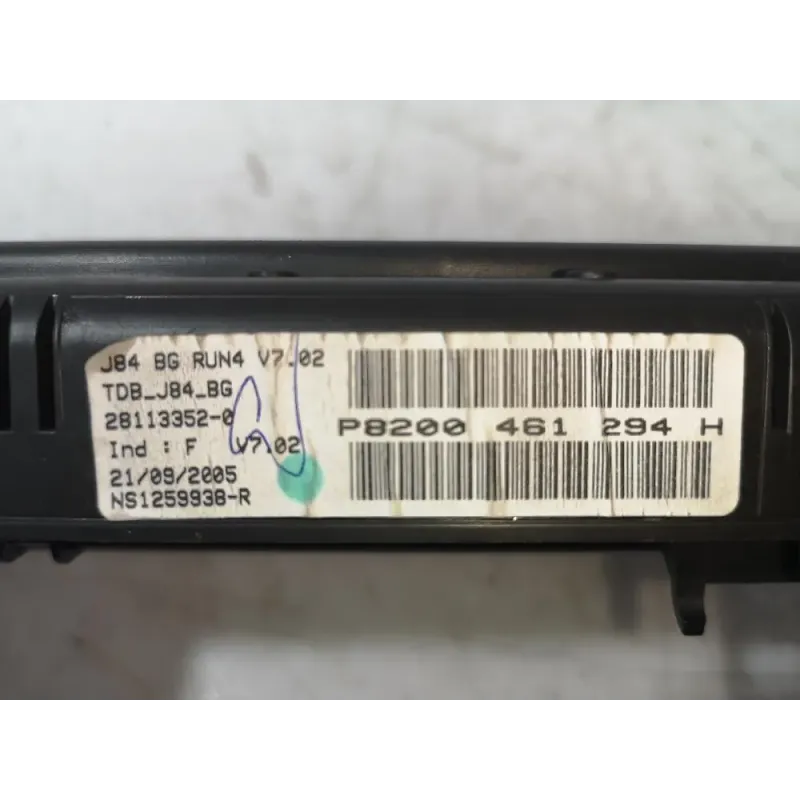 J84 BG RUN4 V7.02
TDB_J84_BG
28113352-0
Ind : F V7.02
21/09/2005
NS1259938-R
P8200 461 294 H